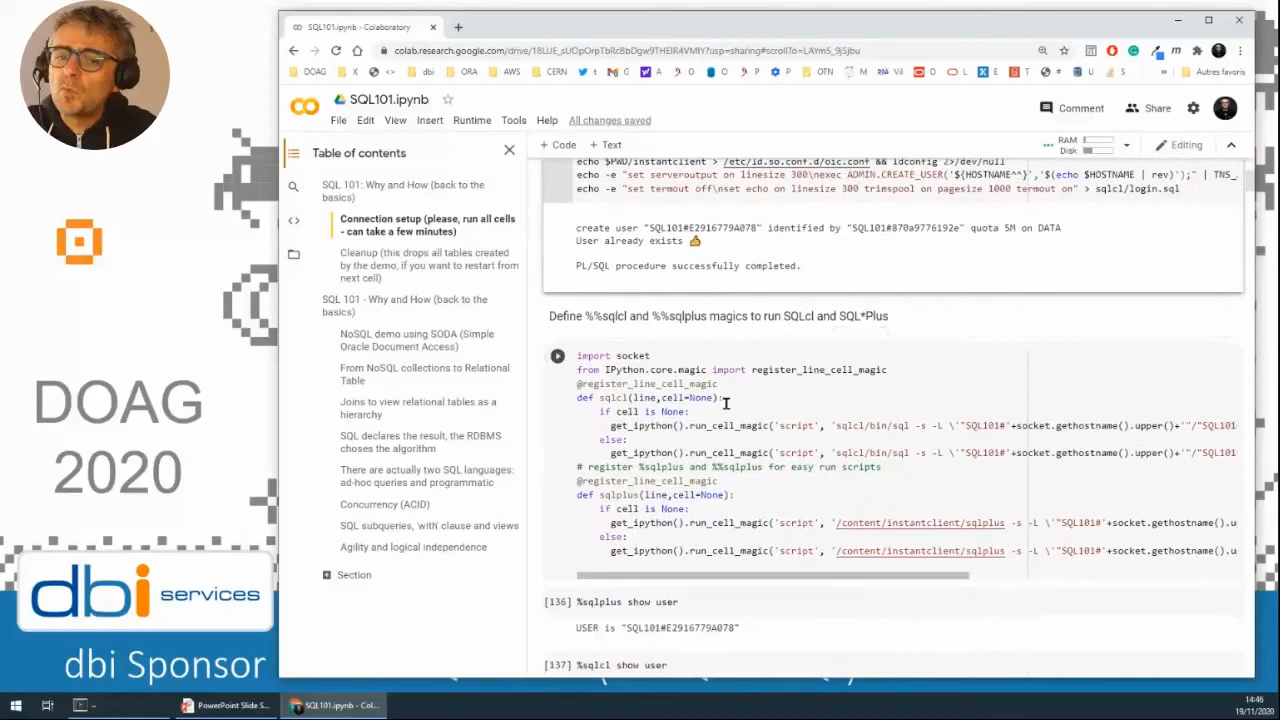 SQL101.ipynb - Colaboratory
colab.research.google.com/drive/18LUE_sUOpOrpTbRcBbDgw9THElR4VMIY?usp=sharing#scrollTo=LAYm5_9jSjbu
DOAG X dbi ORA AWS CERN t G A O O P P OTN M Vil O L E T # U S » Autres favoris
SQL101.ipynb
File Edit View Insert Runtime Tools Help All changes saved
Comment Share
+ Code + Text
RAM
Disk
Editing
Table of contents
SQL 101: Why and How (back to the
basics)
Connection setup (please, run all cells
- can take a few minutes)
Cleanup (this drops all tables created
by the demo, if you want to restart from
next cell)
SQL 101 - Why and How (back to the
basics)
NoSQL demo using SODA (Simple
Oracle Document Access)
From NoSQL collections to Relational
Table
Joins to view relational tables as a
hierarchy
SQL declares the result, the RDBMS
choses the algorithm
There are actually two SQL languages:
ad-hoc queries and programmatic
Concurrency (ACID)
SQL subqueries, 'with' clause and views
Agility and logical independence
Section
echo $PWD/instantclient > /etc/ld.so.conf.d/oic.conf && ldconfig 2>/dev/null
echo -e "set serveroutput on linesize 300\nexec ADMIN.CREATE_USER('${HOSTNAME^^}','$(echo $HOSTNAME | rev)');" | TNS_
echo -e "set termout off\nset echo on linesize 300 trimspool on pagesize 1000 termout on" > sqlcl/login.sql
create user "SQL101#E2916779A078" identified by "SQL101#870a9776192e" quota 5M on DATA
User already exists 👍
PL/SQL procedure successfully completed.
Define %%sqlcl and %%sqlplus magics to run SQLcl and SQL*Plus
import socket
from IPython.core.magic import register_line_cell_magic
@register_line_cell_magic
def sqlcl(line,cell=None):
if cell is None:
get_ipython().run_cell_magic('script', 'sqlcl/bin/sql -s -L \'"SQL101#'+socket.gethostname().upper()+'"/"SQL101
else:
get_ipython().run_cell_magic('script', 'sqlcl/bin/sql -s -L \'"SQL101#'+socket.gethostname().upper()+'"/"SQL101
# register %sqlplus and %%sqlplus for easy run scripts
@register_line_cell_magic
def sqlplus(line,cell=None):
if cell is None:
get_ipython().run_cell_magic('script', '/content/instantclient/sqlplus -s -L \'"SQL101#'+socket.gethostname().u
else:
get_ipython().run_cell_magic('script', '/content/instantclient/sqlplus -s -L \'"SQL101#'+socket.gethostname().u
[136] %sqlplus show user
USER is "SQL101#E2916779A078"
[137] %sqlcl show user
DOAG
2020
dbi services
dbi Sponsor
PowerPoint Slide S...
SQL101.ipynb - Col...
14:46
19/11/2020